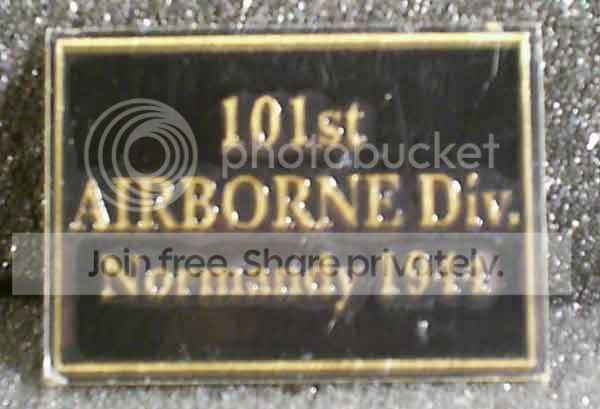 101st
photobucket
AIRBORNE Div.
Join free. Share privately.
Normandy 1944